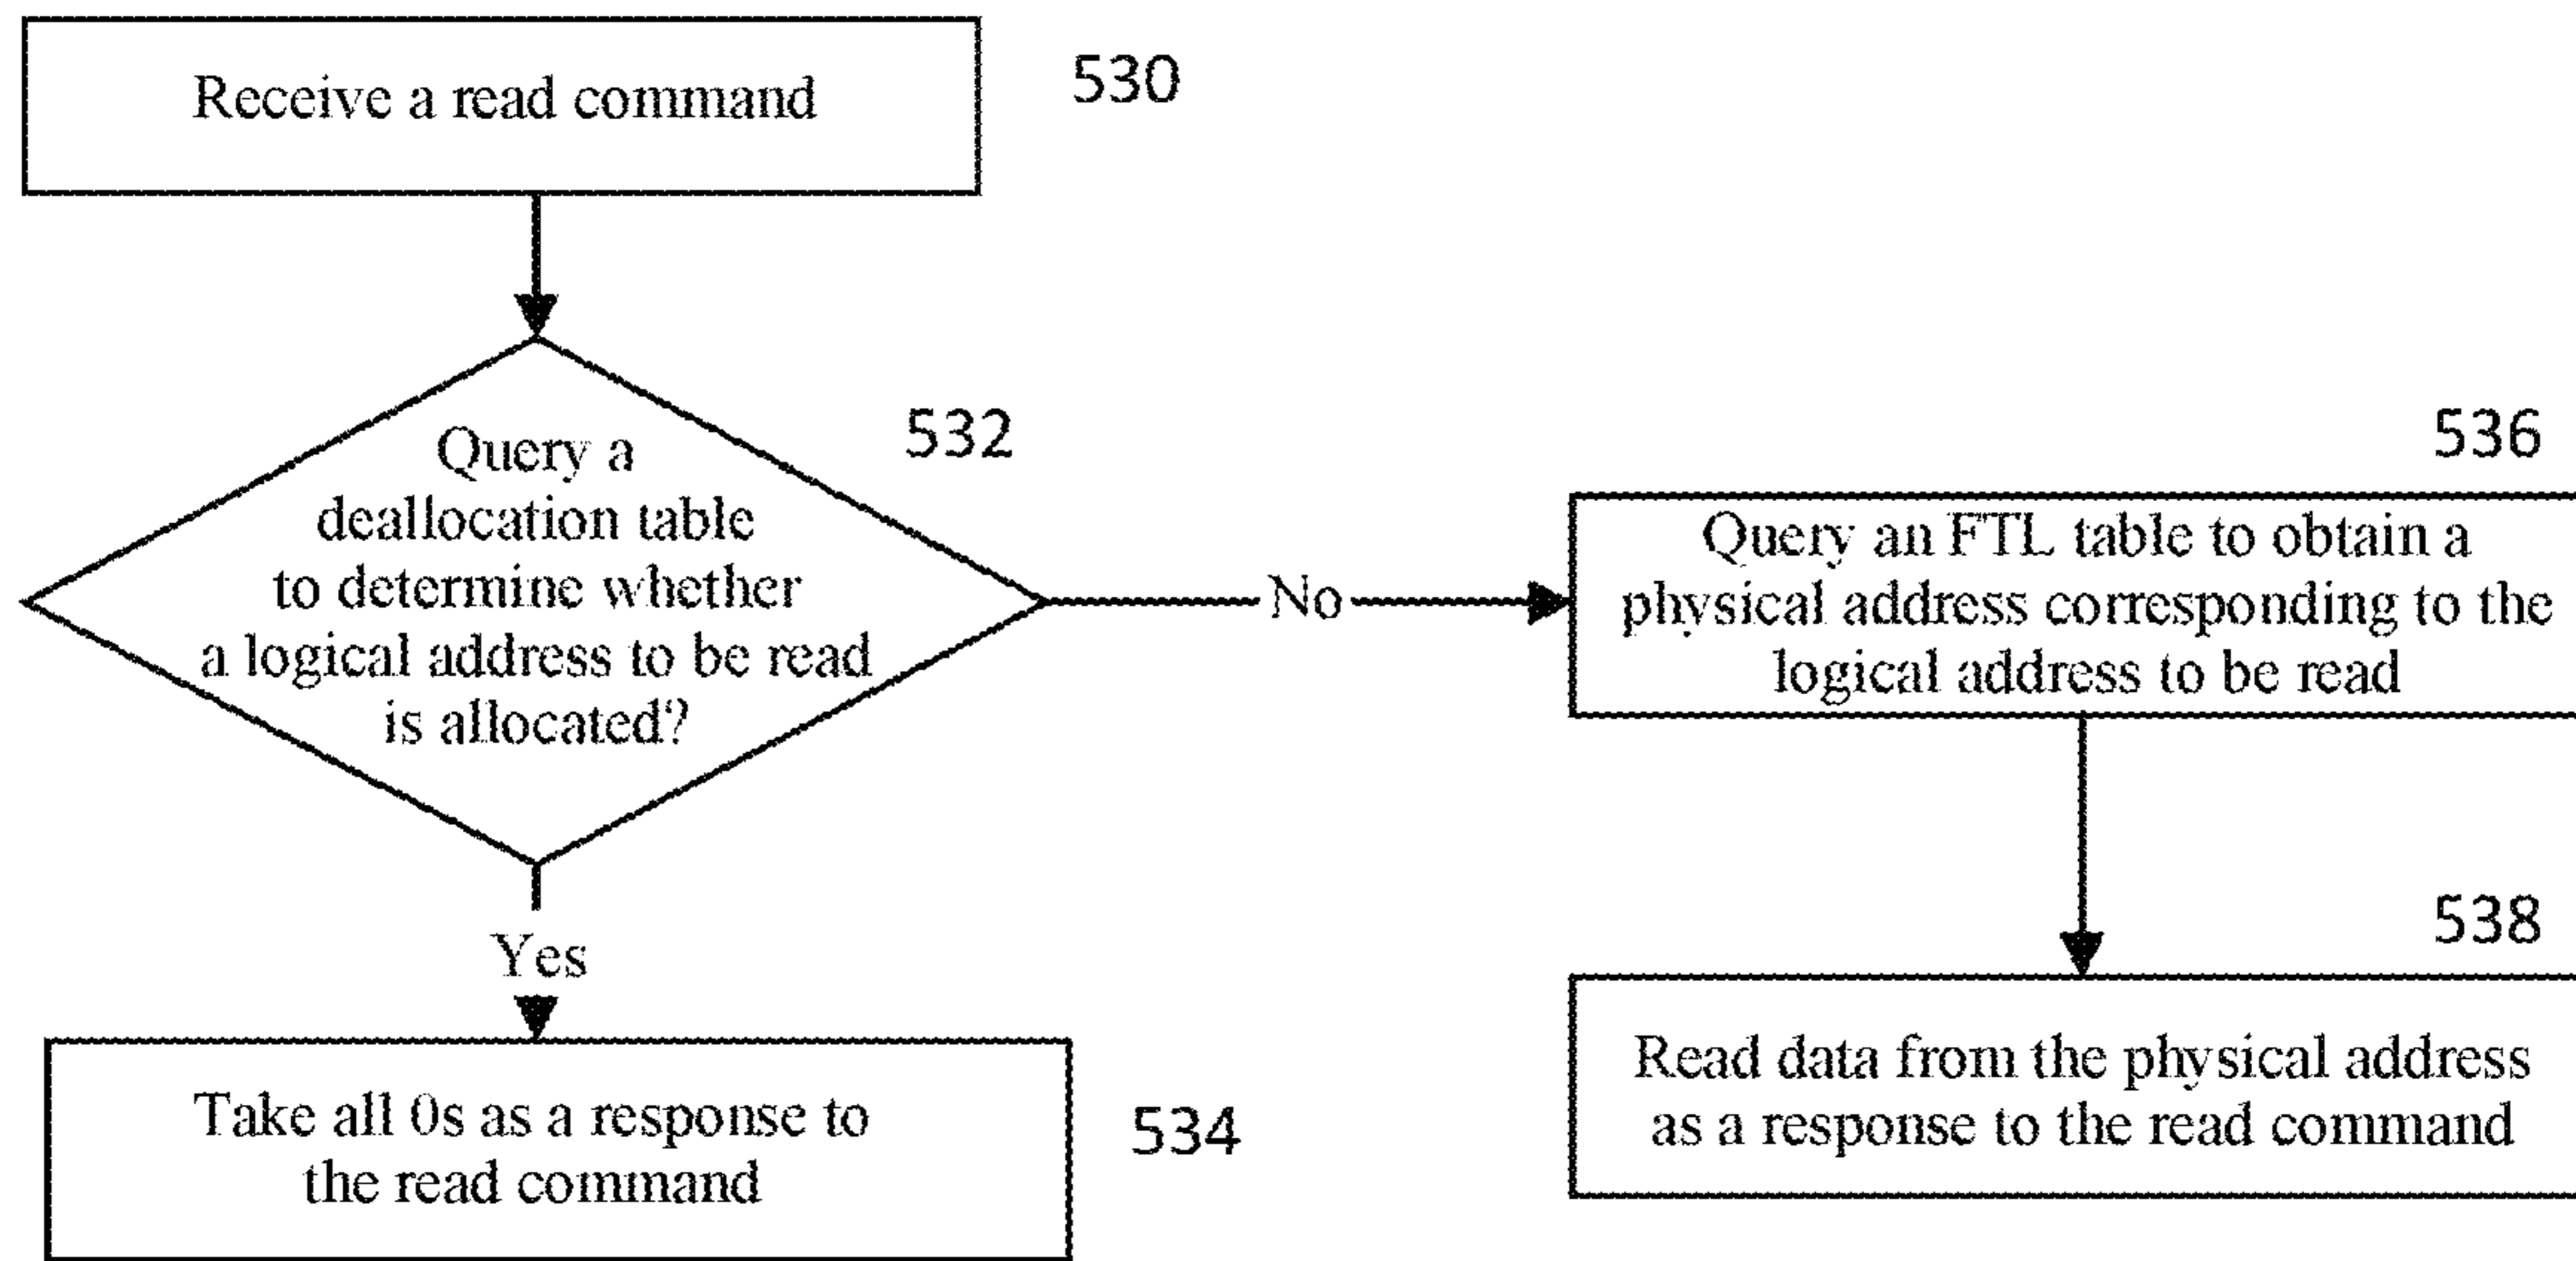 Receive a read command
530
Query a
deallocation table
to determine whether
a logical address to be read
is allocated?
532
No
536
Query an FTL table to obtain a
physical address corresponding to the
logical address to be read
Yes
538
Take all 0s as a response to
the read command
534
Read data from the physical address
as a response to the read command